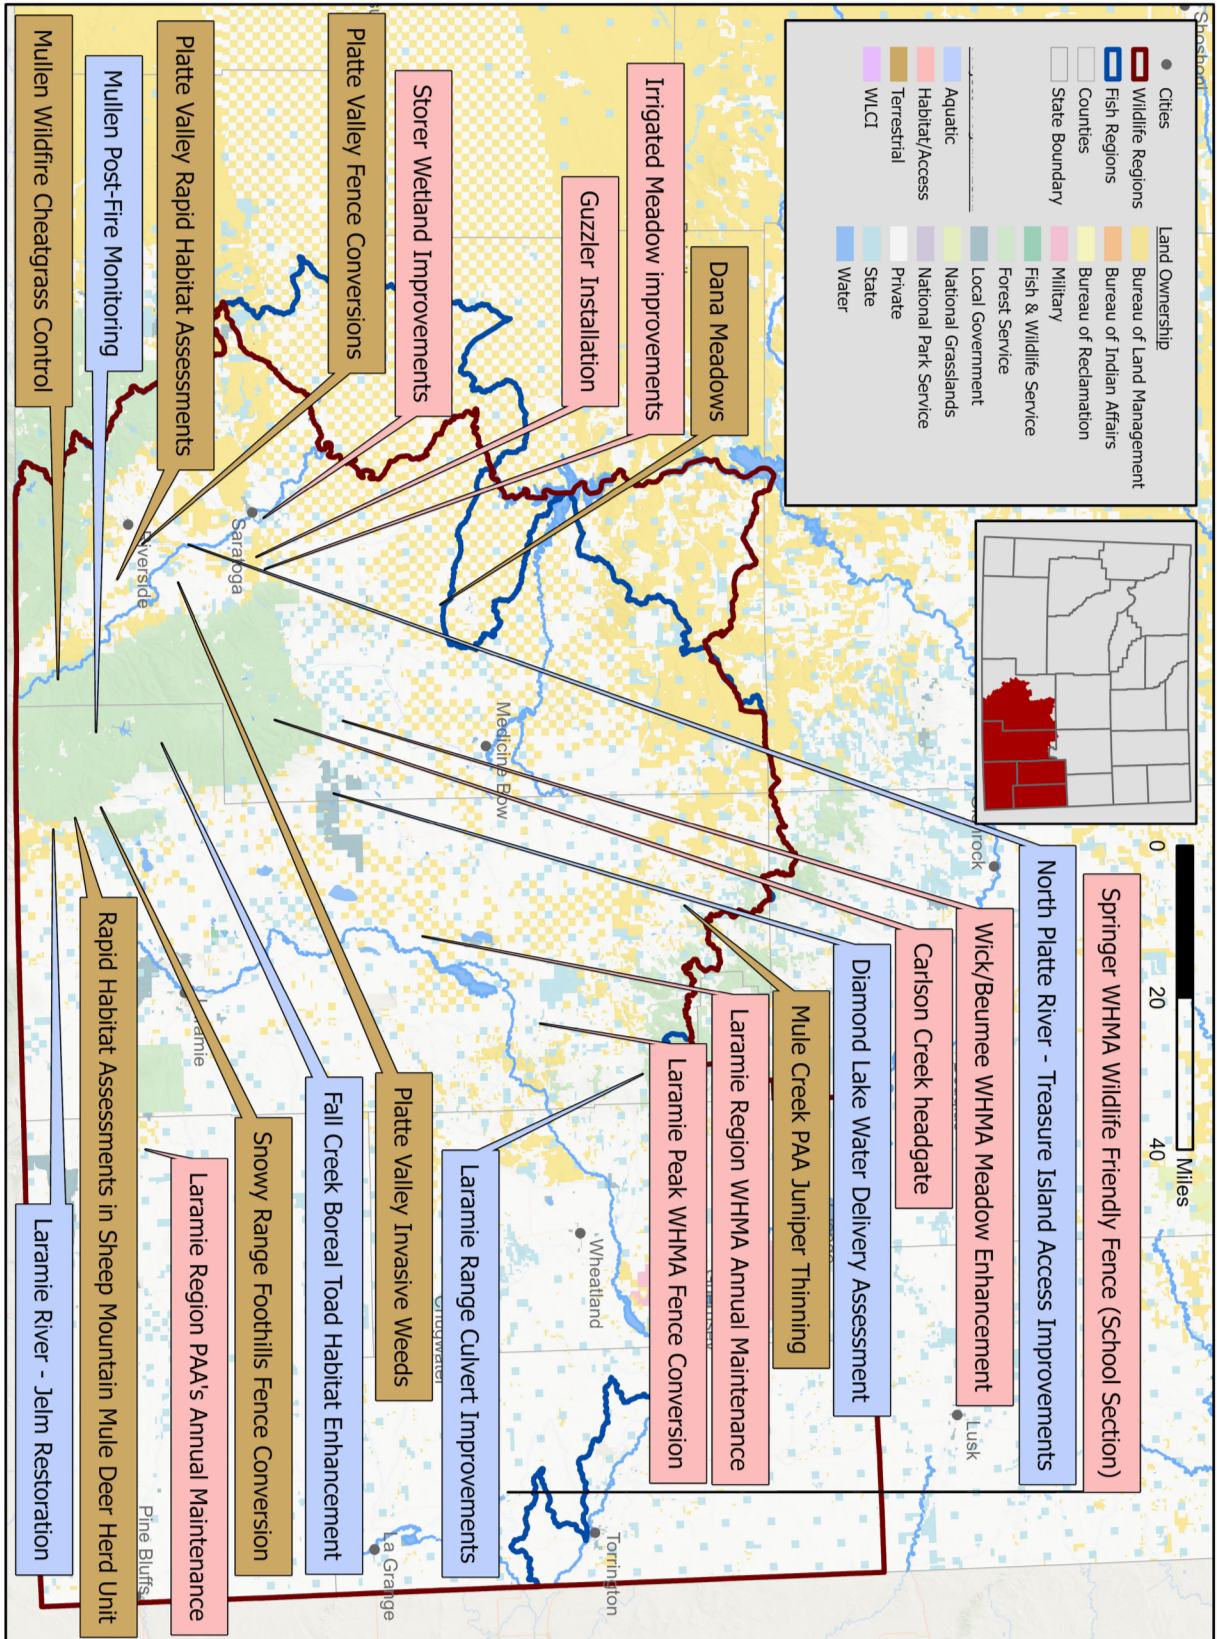 Cities
Wildlife Regions
Fish Regions
Counties
State Boundary
Aquatic
Habitat/Access
Terrestrial
WLCI
Land Ownership
Bureau of Land Management
Bureau of Indian Affairs
Bureau of Reclamation
Military
Fish & Wildlife Service
Forest Service
Local Government
National Grasslands
National Park Service
Private
State
Water
0 20 40 Miles
Springer WHMA Wildlife Friendly Fence (School Section)
North Platte River - Treasure Island Access Improvements
Wick/Beumee WHMA Meadow Enhancement
Carlson Creek headgate
Diamond Lake Water Delivery Assessment
Mule Creek PAA Juniper Thinning
Laramie Region WHMA Annual Maintenance
Laramie Peak WHMA Fence Conversion
Laramie Range Culvert Improvements
Platte Valley Invasive Weeds
Fall Creek Boreal Toad Habitat Enhancement
Snowy Range Foothills Fence Conversion
Laramie Region PAA's Annual Maintenance
Rapid Habitat Assessments in Sheep Mountain Mule Deer Herd Unit
Laramie River - Jelm Restoration
Dana Meadows
Irrigated Meadow improvements
Guzzler Installation
Storer Wetland Improvements
Platte Valley Fence Conversions
Platte Valley Rapid Habitat Assessments
Mullen Post-Fire Monitoring
Mullen Wildfire Cheatgrass Control
Lusk
Medicine Bow
Wheatland
Torrington
Saratoga
Riverside
La Grange
Pine Bluffs